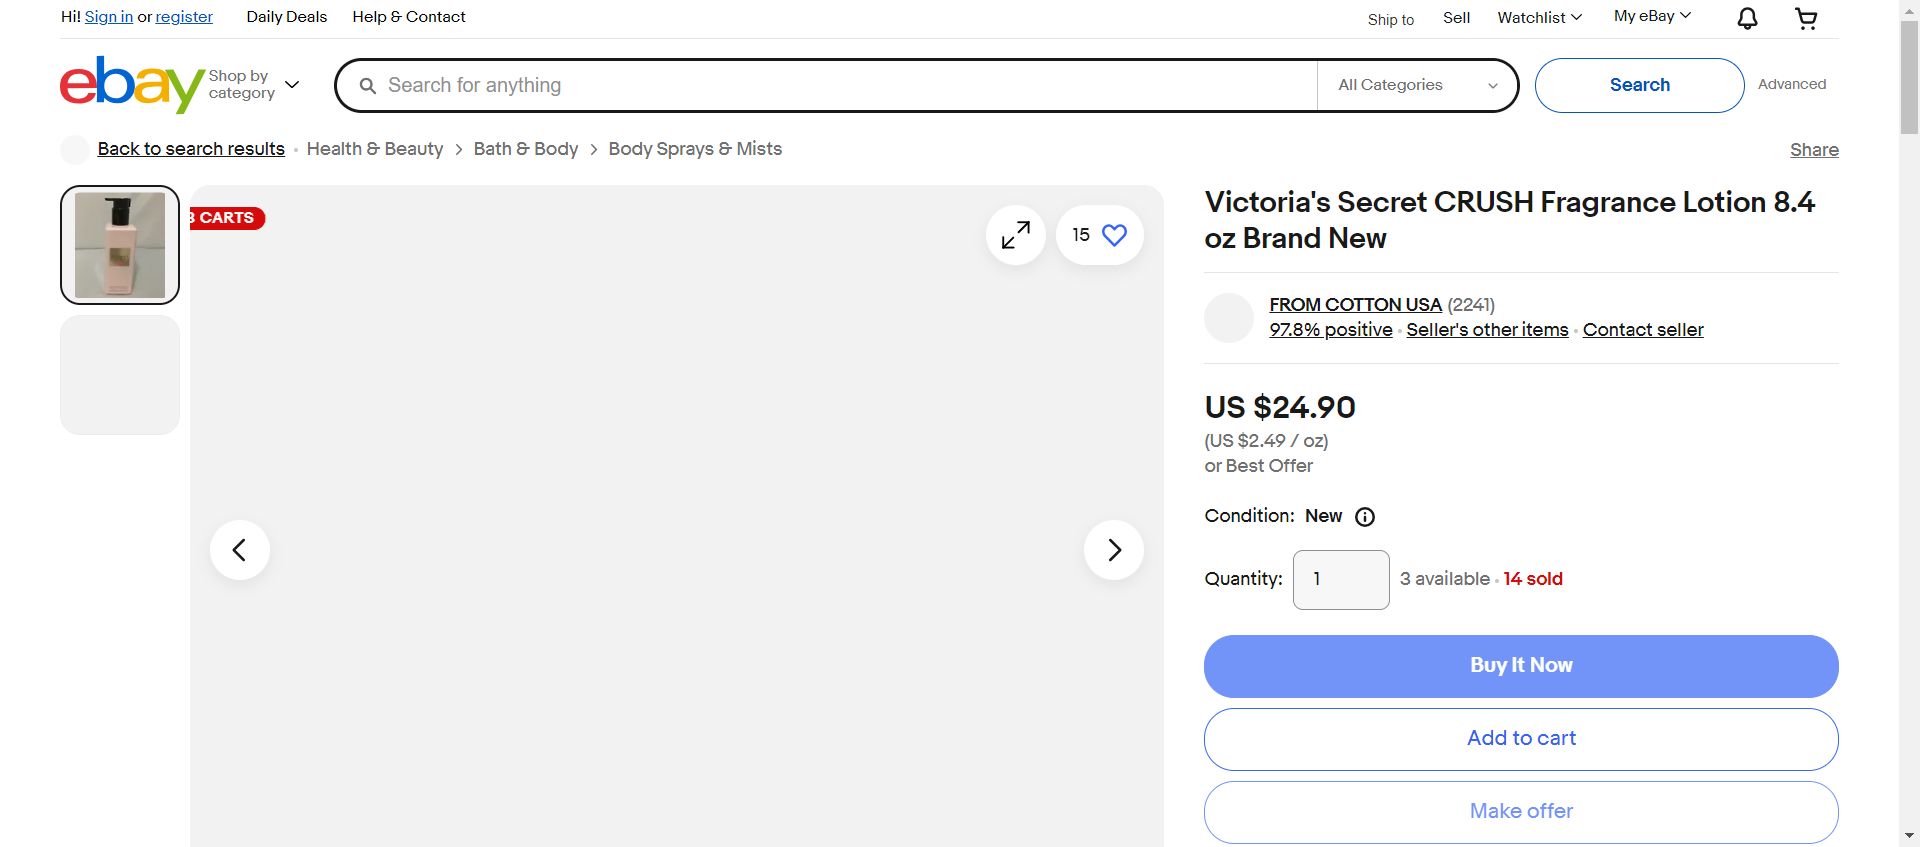 Hi! Sign in or register
Daily Deals
Help & Contact
Ship to
Sell
Watchlist
My eBay
ebay
Shop by
category
Search for anything
All Categories
Search
Advanced
Back to search results
Health & Beauty
Bath & Body
Body Sprays & Mists
Share
CARTS
15
Victoria's Secret CRUSH Fragrance Lotion 8.4
oz Brand New
FROM COTTON USA (2241)
97.8% positive · Seller's other items · Contact seller
US $24.90
(US $2.49 / oz)
or Best Offer
Condition: New
Quantity: 1 3 available · 14 sold
Buy It Now
Add to cart
Make offer